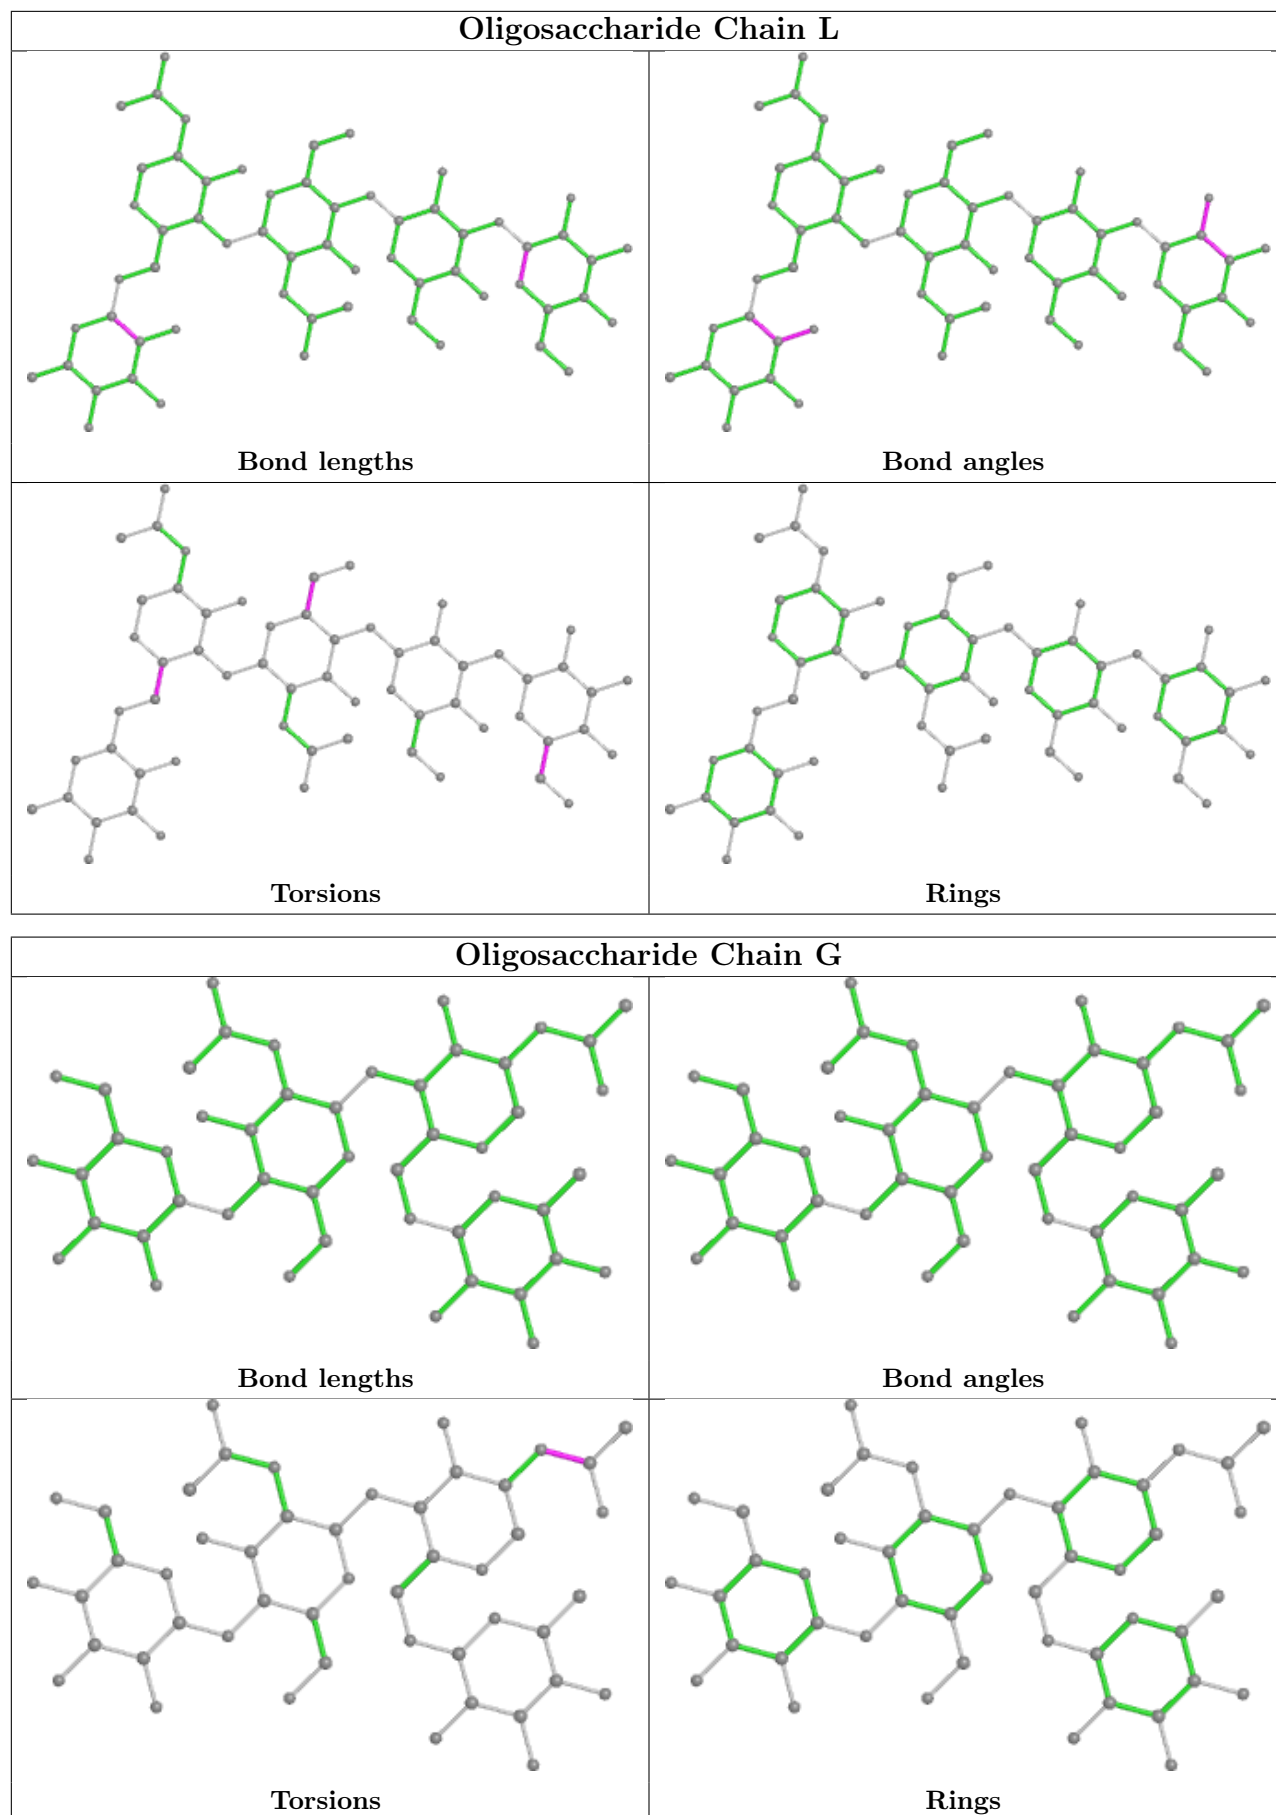 Oligosaccharide Chain L
Bond lengths
Bond angles
Torsions
Rings
Oligosaccharide Chain G
Bond lengths
Bond angles
Torsions
Rings